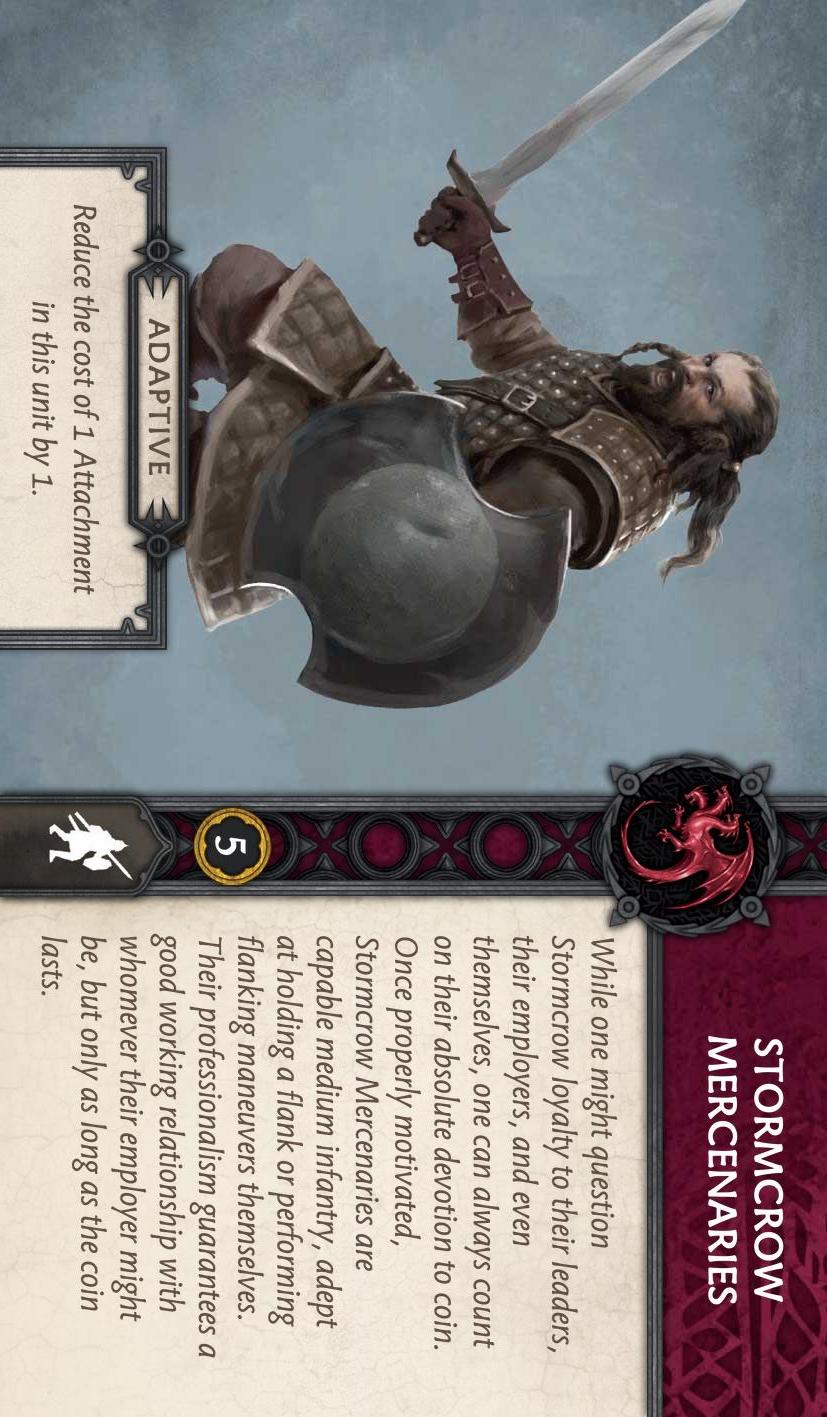 STORMCROW
MERCENARIES
While one might question
Stormcrow loyalty to their leaders,
their employers, and even
themselves, one can always count
on their absolute devotion to coin.
Once properly motivated,
Stormcrow Mercenaries are
capable medium infantry, adept
at holding a flank or performing
flanking maneuvers themselves.
Their professionalism guarantees a
good working relationship with
whomever their employer might
be, but only as long as the coin
lasts.
5
ADAPTIVE
Reduce the cost of 1 Attachment
in this unit by 1.